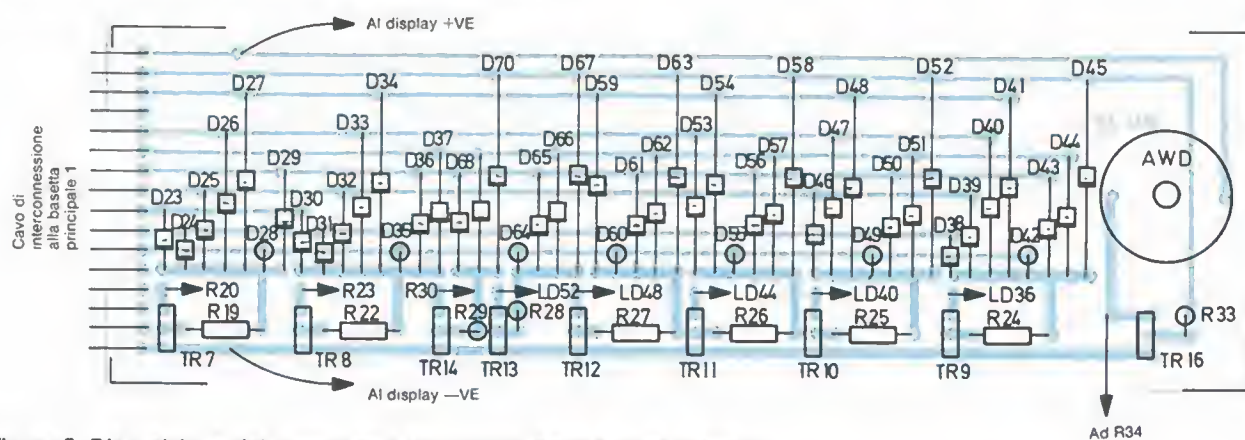 Al display +VE
D70 D67 D63 D58 D52 D45
D27 D34 D59 D54 D48 D41
D26 D33 D66 D53 D47 D40 D44
D25 D29 D32 D36 D37 D68 D65 D61 D62 D56 D57 D50 D51 D39 D43
D23 D24 D28 D30 D31 D35 D64 D60 D55 D46 D49 D38 D42
AWD
Cavo di
interconnessione
alla basetta
principale 1
R20 R23 R30 LD52 LD48 LD44 LD40 LD36
R19 R22 R29 R28 R27 R26 R25 R24 R33
TR7 TR8 TR14 TR13 TR12 TR11 TR10 TR9 TR16
Al display —VE
Ad R34